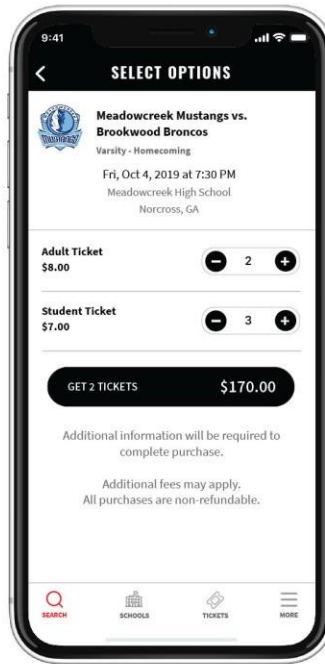 9:41
SELECT OPTIONS
Meadowcreek Mustangs vs.
Brookwood Broncos
Varsity - Homecoming
Fri, Oct 4, 2019 at 7:30 PM
Meadowcreek High School
Norcross, GA
Adult Ticket
$8.00
2
Student Ticket
$7.00
3
GET 2 TICKETS $170.00
Additional information will be required to
complete purchase.
Additional fees may apply.
All purchases are non-refundable.
SEARCH SCHOOLS TICKETS MORE